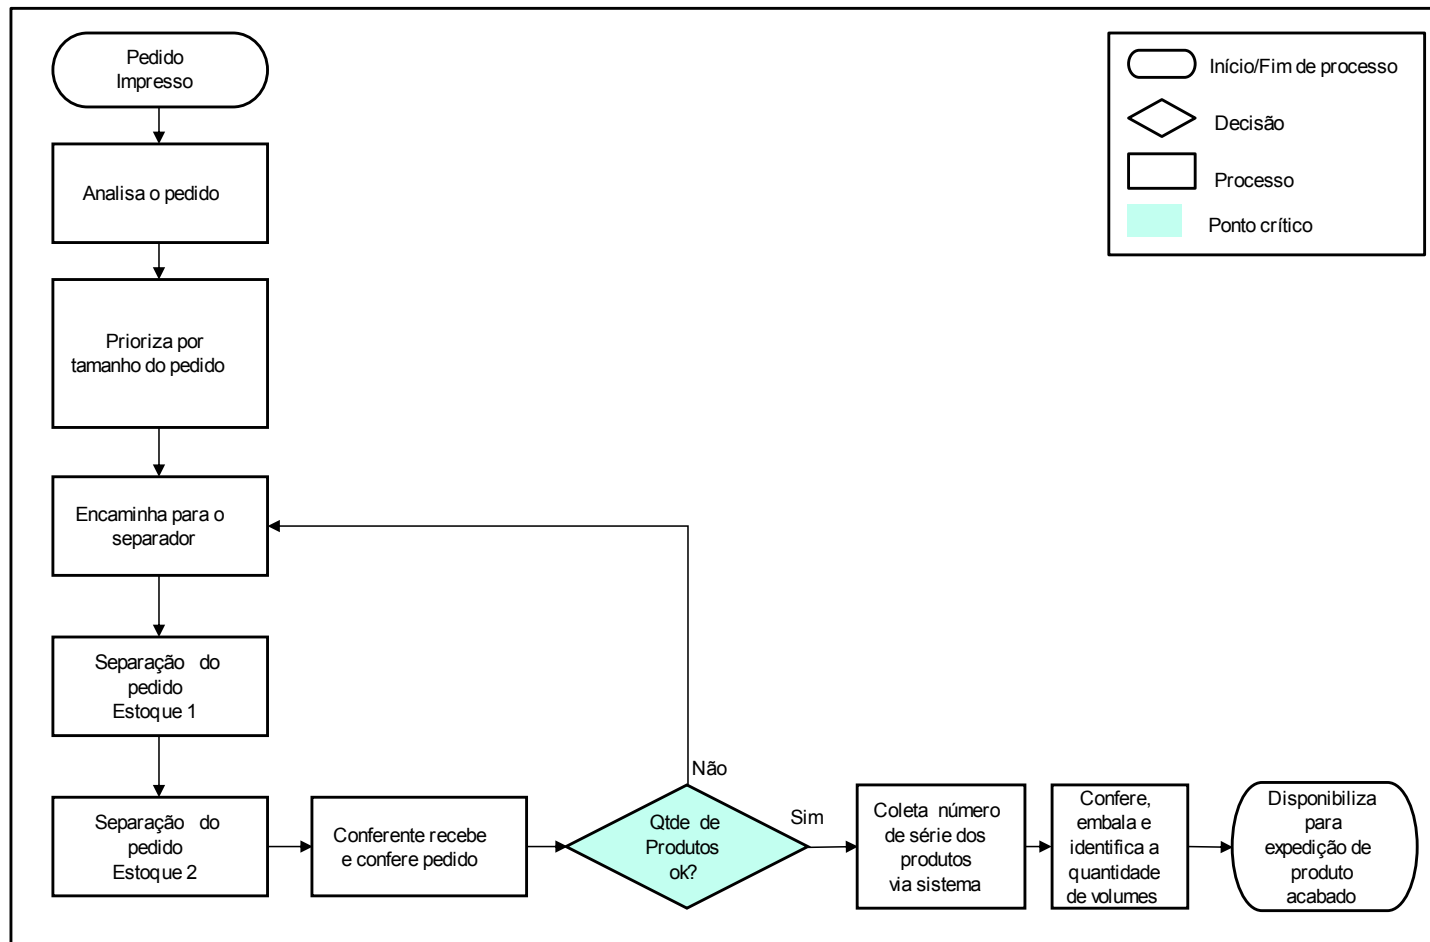 Pedido
Impresso
Analisa o pedido
Prioriza por
tamanho do pedido
Encaminha para o
separador
Separação do
pedido
Estoque 1
Separação do
pedido
Estoque 2
Conferente recebe
e confere pedido
Qtde de
Produtos
ok?
Não
Sim
Coleta número
de série dos
produtos
via sistema
Confere,
embala e
identifica a
quantidade
de volumes
Disponibiliza
para
expedição de
produto
acabado
Início/Fim de processo
Decisão
Processo
Ponto crítico